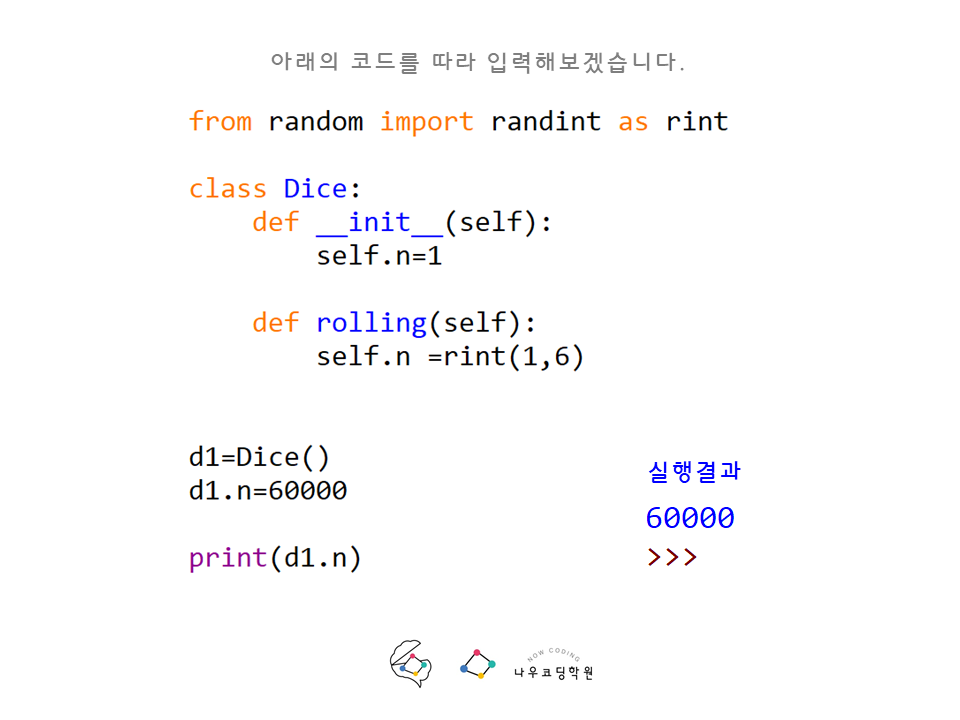 아래의 코드를 따라 입력해보겠습니다.
from random import randint as rint
class Dice:
    def __init__(self):
        self.n=1
    def rolling(self):
        self.n =rint(1,6)
d1=Dice()
d1.n=60000
print(d1.n)
실행결과
60000
>>>
NOW CODING
나우코딩학원